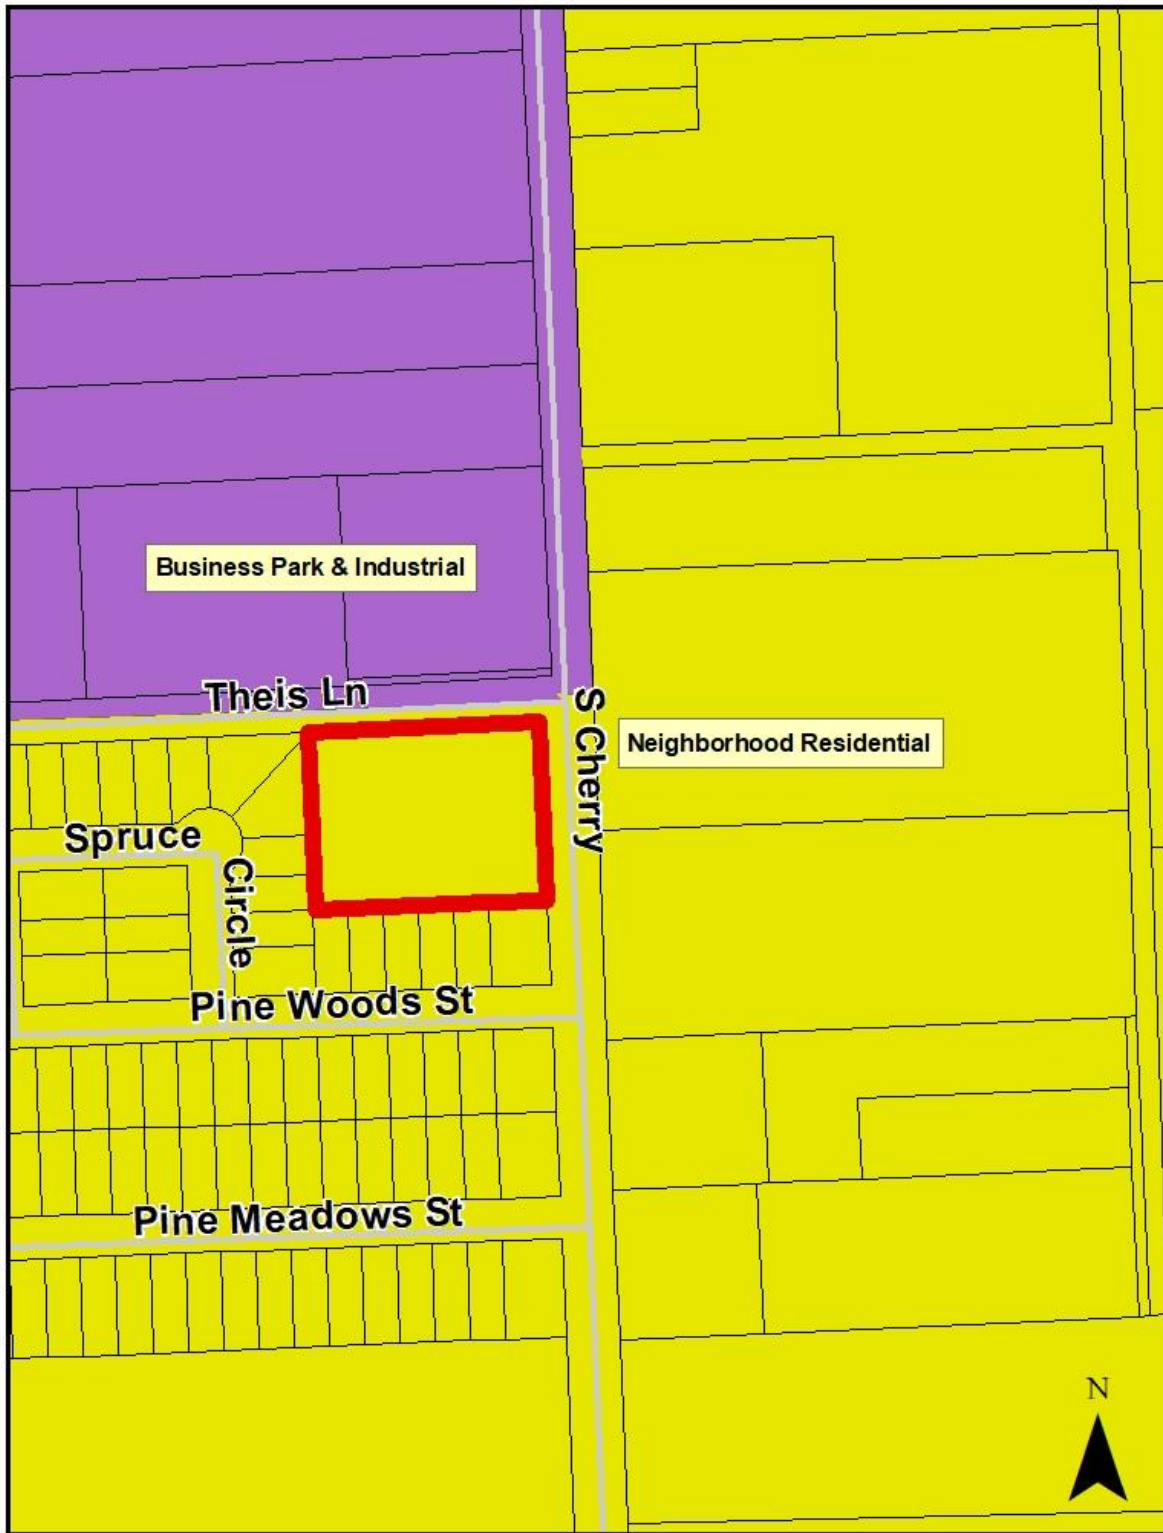 Business Park & Industrial
Theis Ln
S Cherry
Neighborhood Residential
Spruce
Circle
Pine Woods St
Pine Meadows St
N